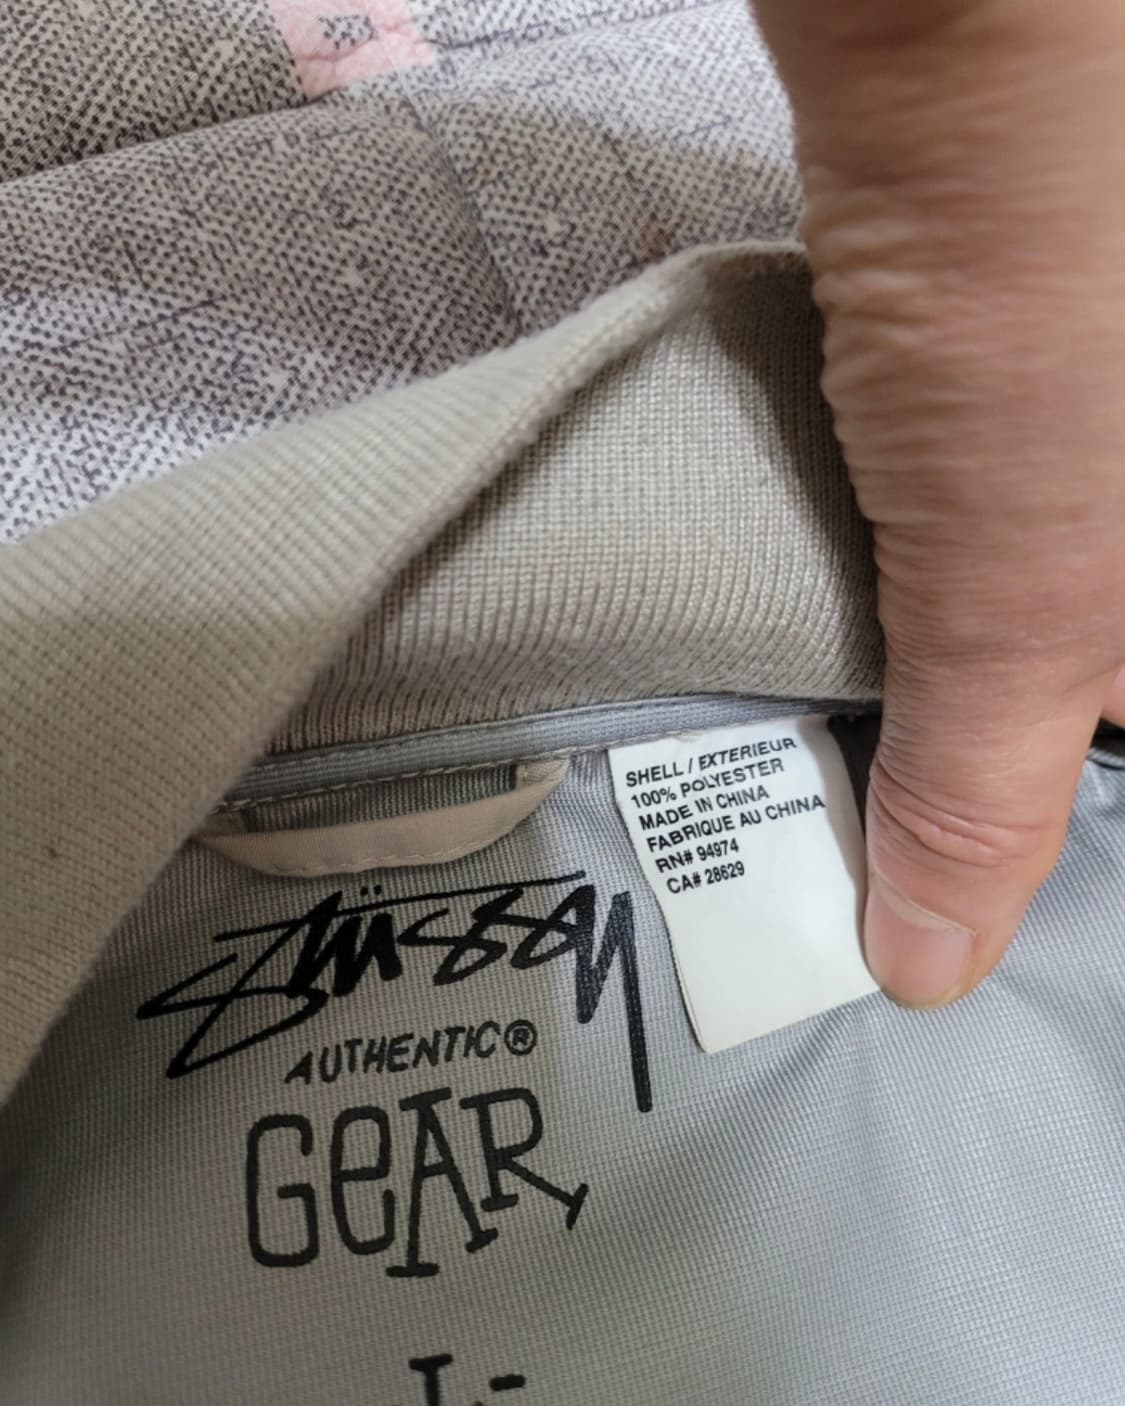 SHELL / EXTERIEUR
100% POLYESTER
MADE IN CHINA
FABRIQUE AU CHINA
RN# 94974
CA# 28629
Stüssy
AUTHENTIC®
GeAR